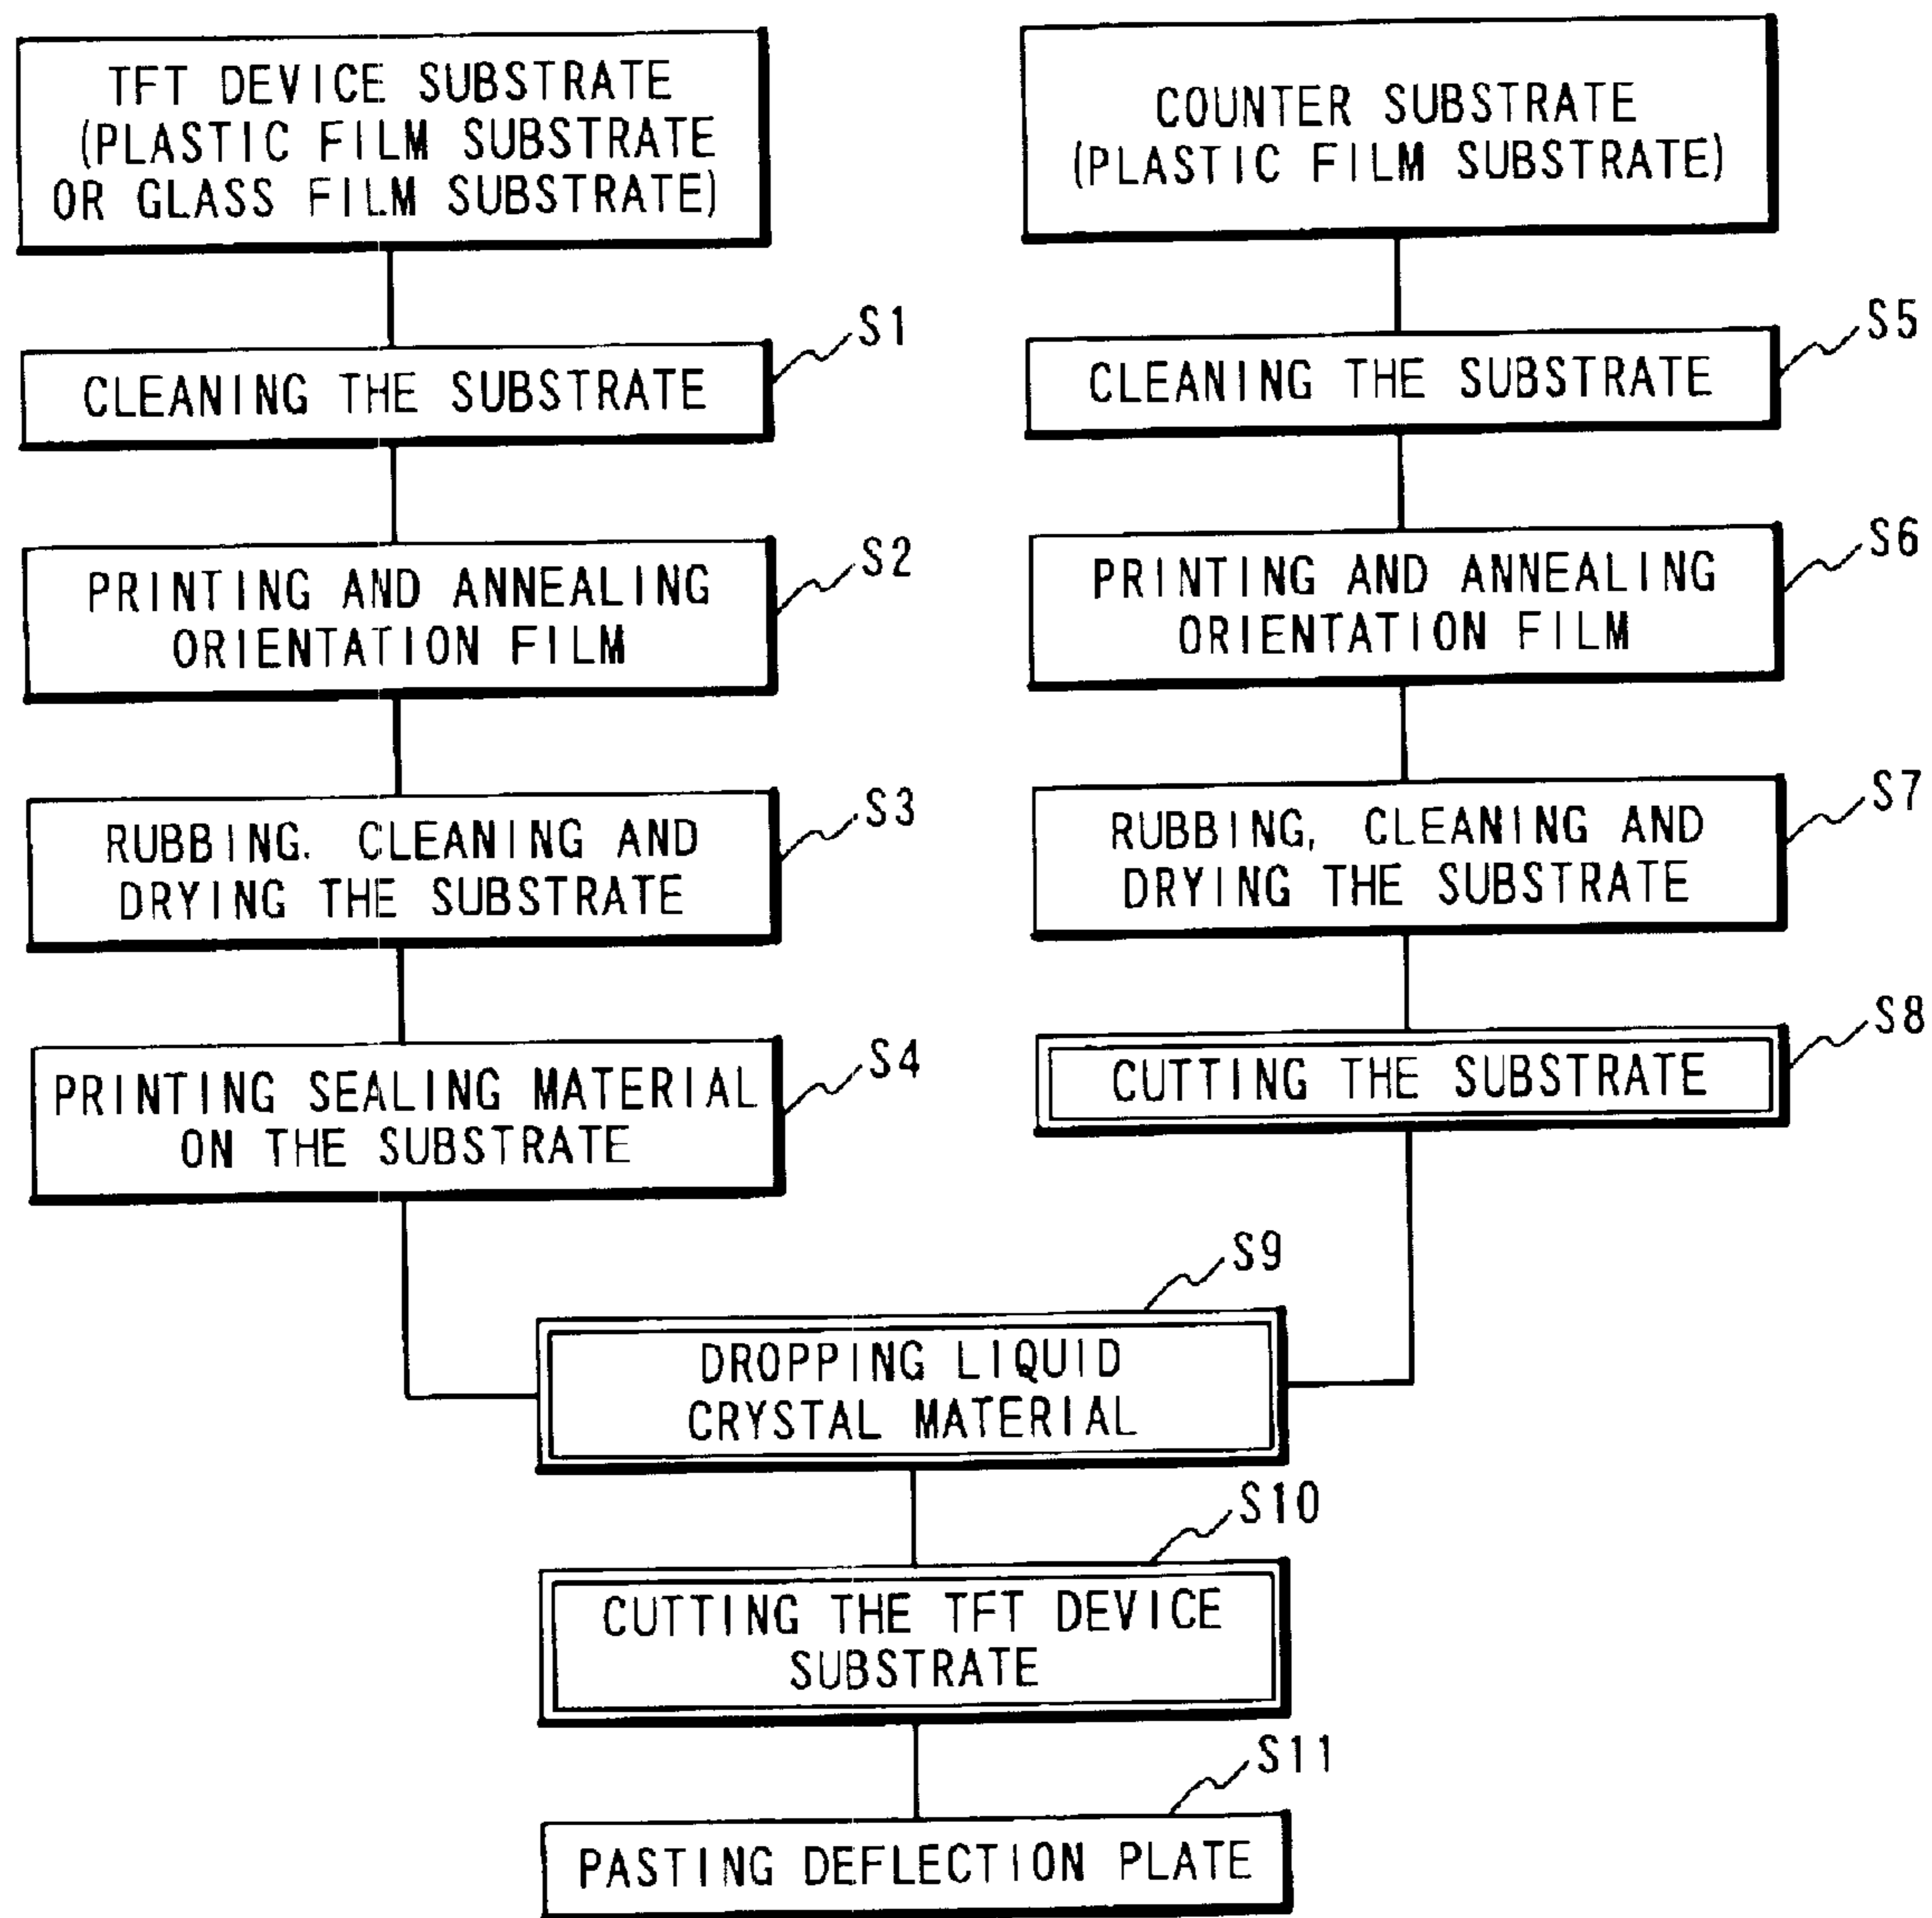 TFT DEVICE SUBSTRATE
(PLASTIC FILM SUBSTRATE
OR GLASS FILM SUBSTRATE)
S1
CLEANING THE SUBSTRATE
S2
PRINTING AND ANNEALING
ORIENTATION FILM
S3
RUBBING, CLEANING AND
DRYING THE SUBSTRATE
S4
PRINTING SEALING MATERIAL
ON THE SUBSTRATE
COUNTER SUBSTRATE
(PLASTIC FILM SUBSTRATE)
S5
CLEANING THE SUBSTRATE
S6
PRINTING AND ANNEALING
ORIENTATION FILM
S7
RUBBING, CLEANING AND
DRYING THE SUBSTRATE
S8
CUTTING THE SUBSTRATE
S9
DROPPING LIQUID
CRYSTAL MATERIAL
S10
CUTTING THE TFT DEVICE
SUBSTRATE
S11
PASTING DEFLECTION PLATE